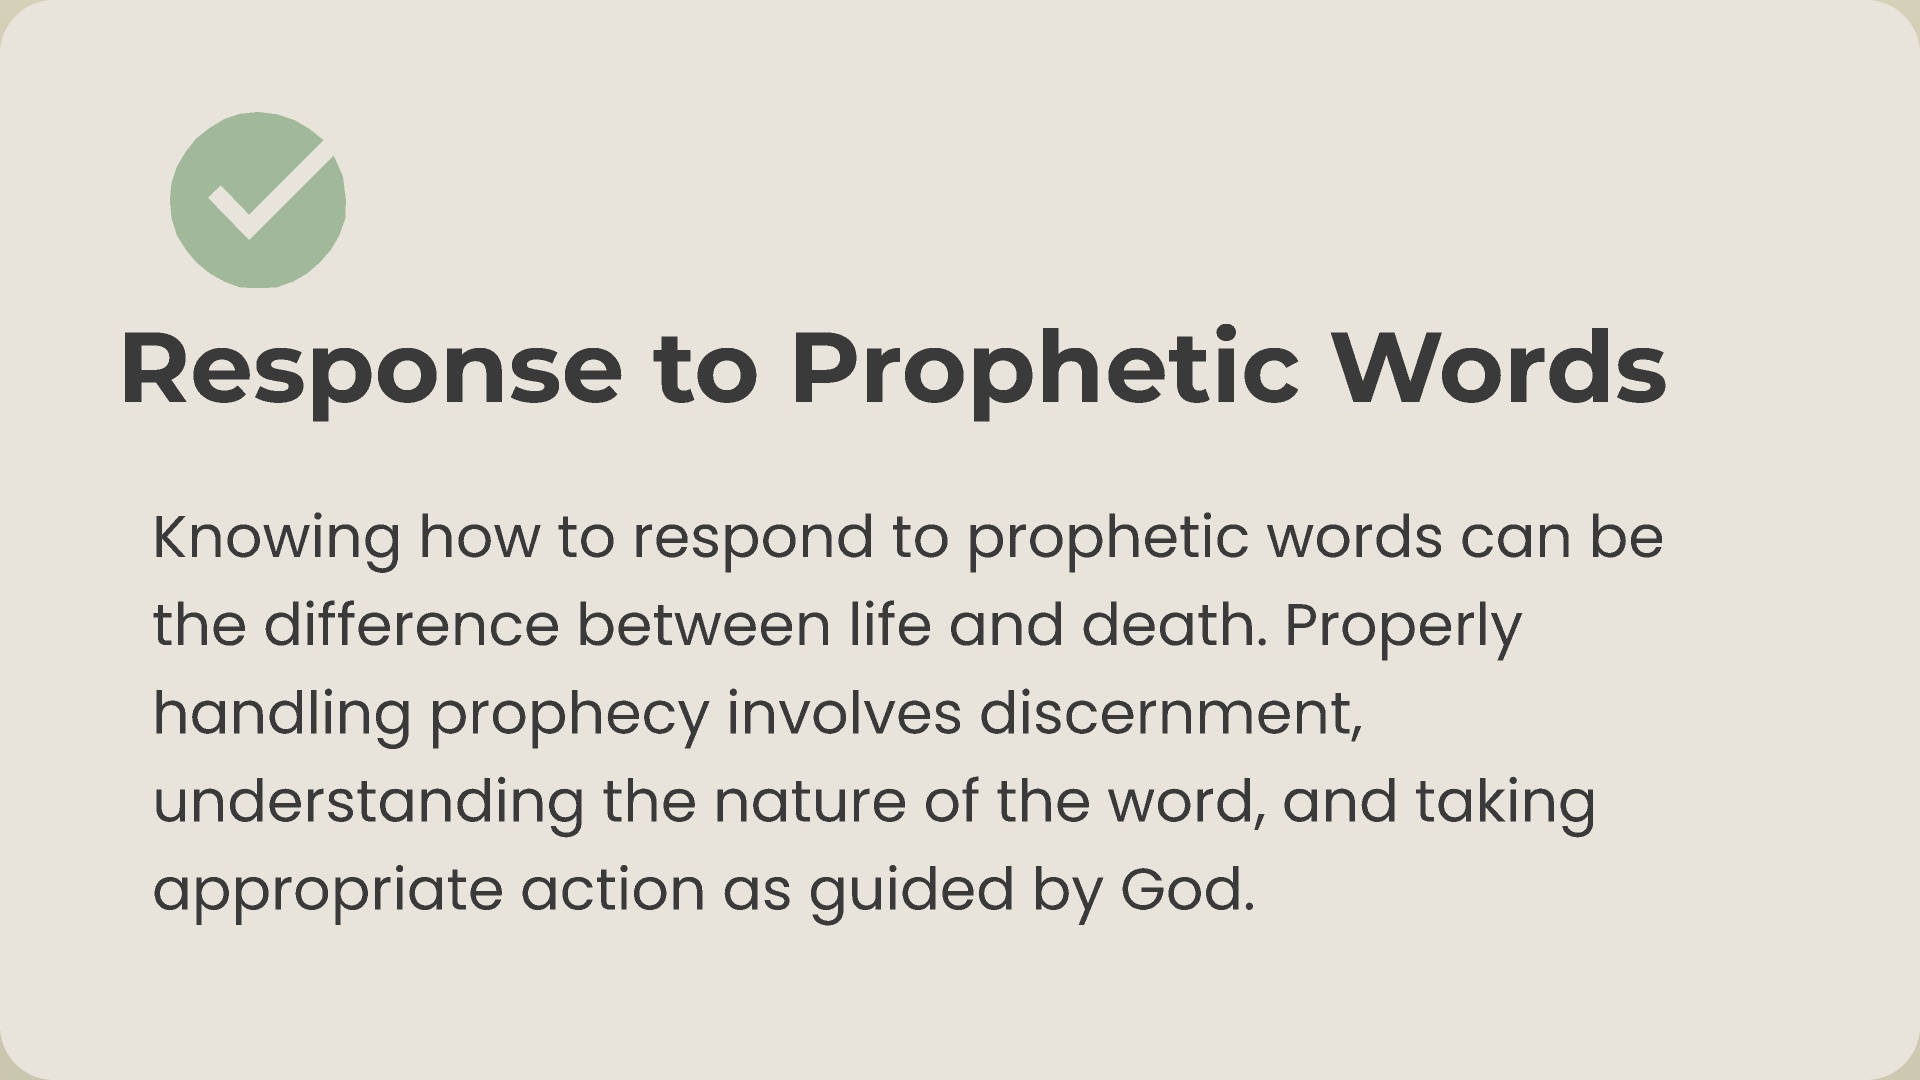 Response to Prophetic Words
Knowing how to respond to prophetic words can be
the difference between life and death. Properly
handling prophecy involves discernment,
understanding the nature of the word, and taking
appropriate action as guided by God.